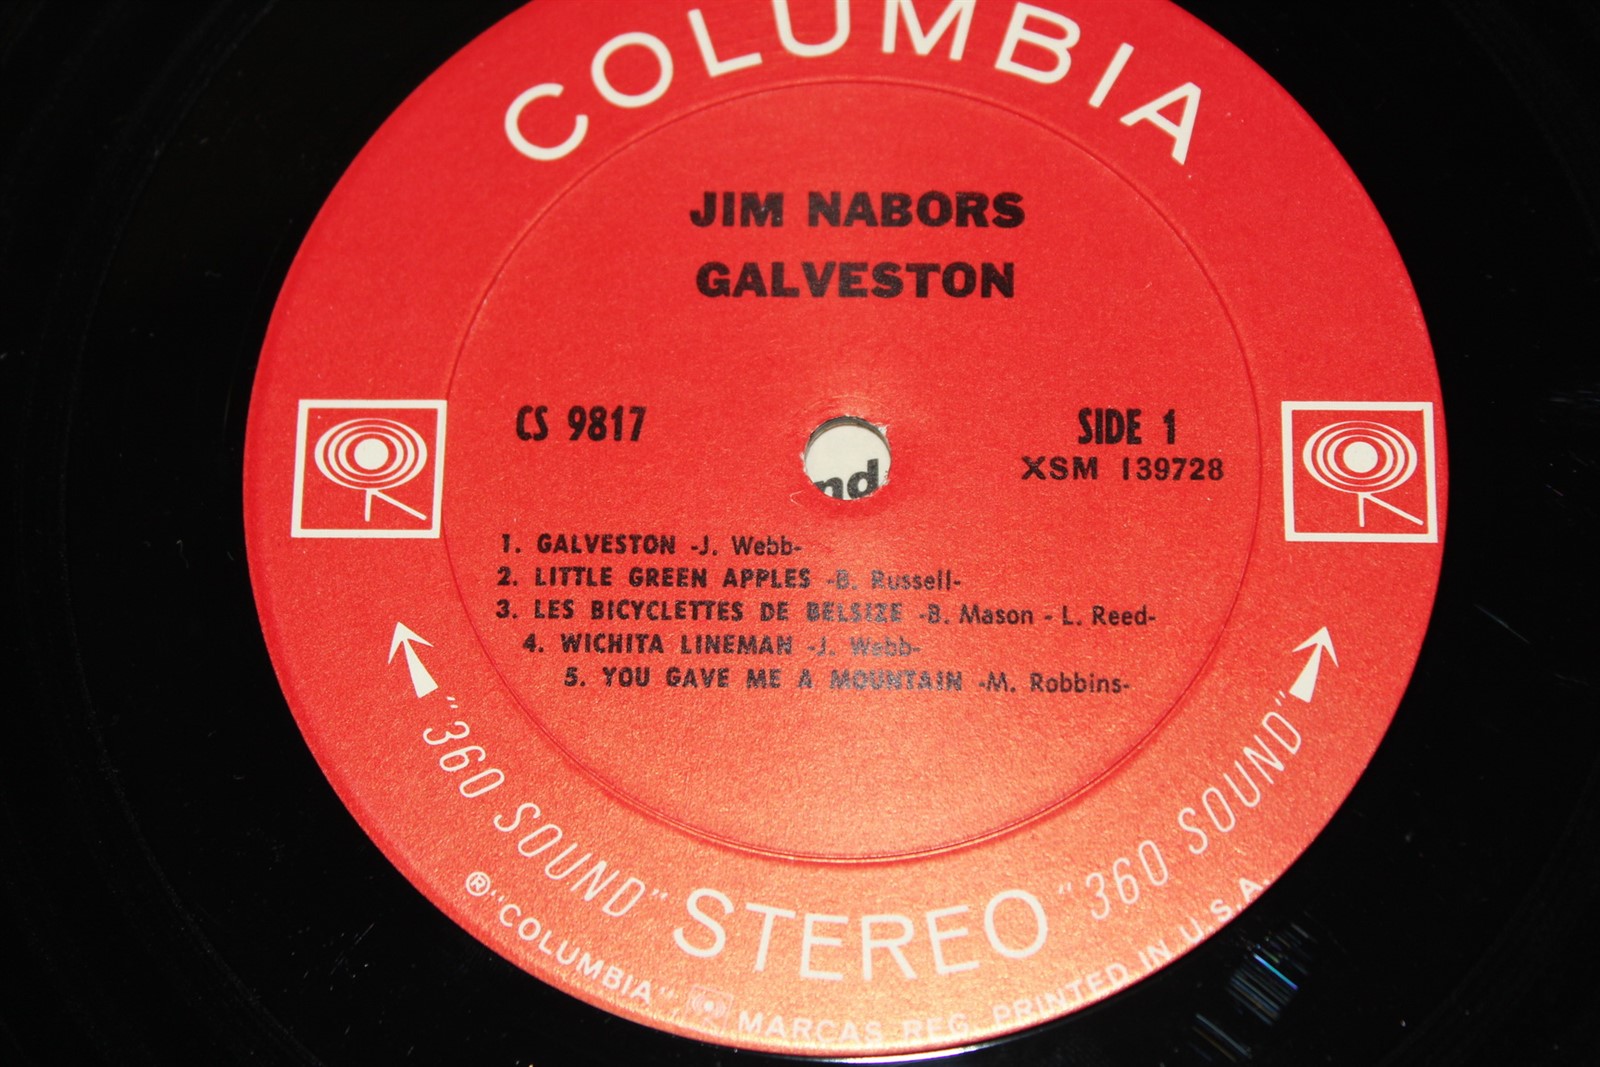 COLUMBIA
JIM NABORS
GALVESTON
CS 9817
SIDE 1
XSM 139728
nd
1. GALVESTON -J. Webb-
2. LITTLE GREEN APPLES -B. Russell-
3. LES BICYCLETTES DE BELSIZE -B. Mason - L. Reed-
4. WICHITA LINEMAN -J. Webb-
5. YOU GAVE ME A MOUNTAIN -M. Robbins-
"360 SOUND" STEREO "360 SOUND"
® "COLUMBIA" MARCAS REG. PRINTED IN U.S.A.